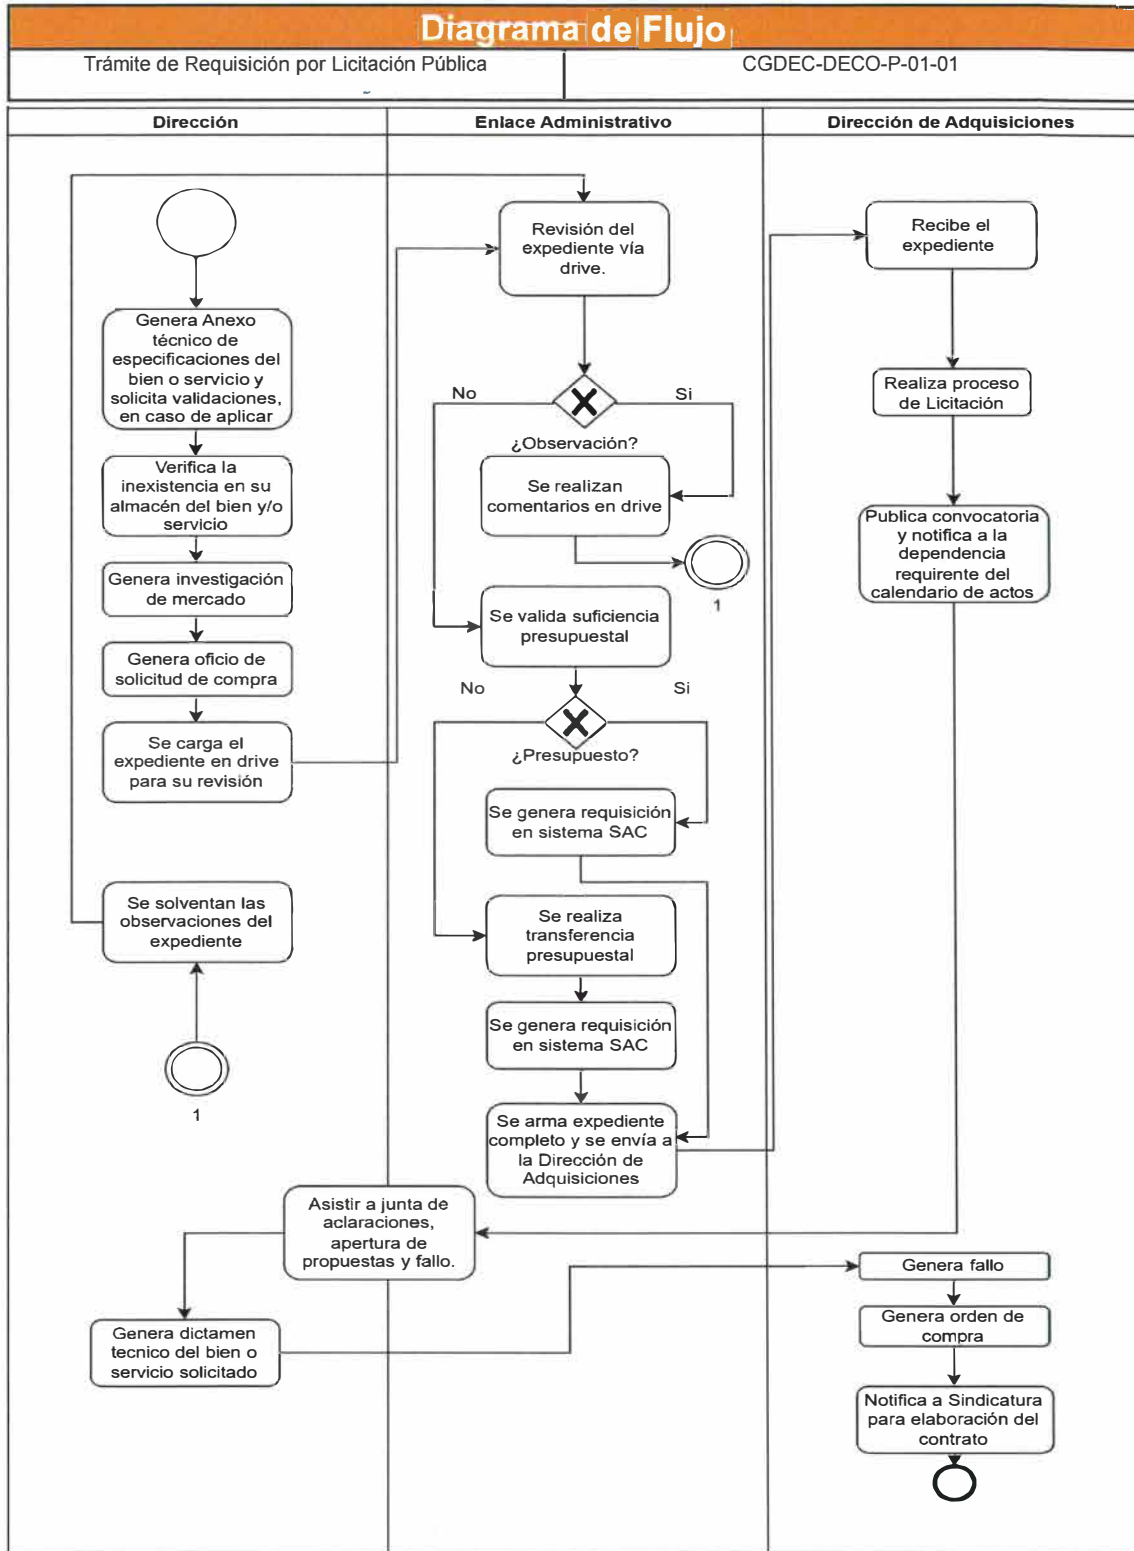 Diagrama de Flujo
Trámite de Requisición por Licitación Pública
CGDEC-DECO-P-01-01
Dirección
Enlace Administrativo
Dirección de Adquisiciones
Genera Anexo
técnico de
especificaciones del
bien o servicio y
solicita validaciones,
en caso de aplicar
Verifica la
inexistencia en su
almacén del bien y/o
servicio
Genera investigación
de mercado
Genera oficio de
solicitud de compra
Se carga el
expediente en drive
para su revisión
Se solventan las
observaciones del
expediente
1
Revisión del
expediente vía
drive.
No
Si
¿Observación?
Se realizan
comentarios en drive
1
Se valida suficiencia
presupuestal
No
Si
¿Presupuesto?
Se genera requisición
en sistema SAC
Se realiza
transferencia
presupuestal
Se genera requisición
en sistema SAC
Se arma expediente
completo y se envía a
la Dirección de
Adquisiciones
Recibe el
expediente
Realiza proceso
de Licitación
Publica convocatoria
y notifica a la
dependencia
requirente del
calendario de actos
Asistir a junta de
aclaraciones,
apertura de
propuestas y fallo.
Genera dictamen
tecnico del bien o
servicio solicitado
Genera fallo
Genera orden de
compra
Notifica a Sindicatura
para elaboración del
contrato